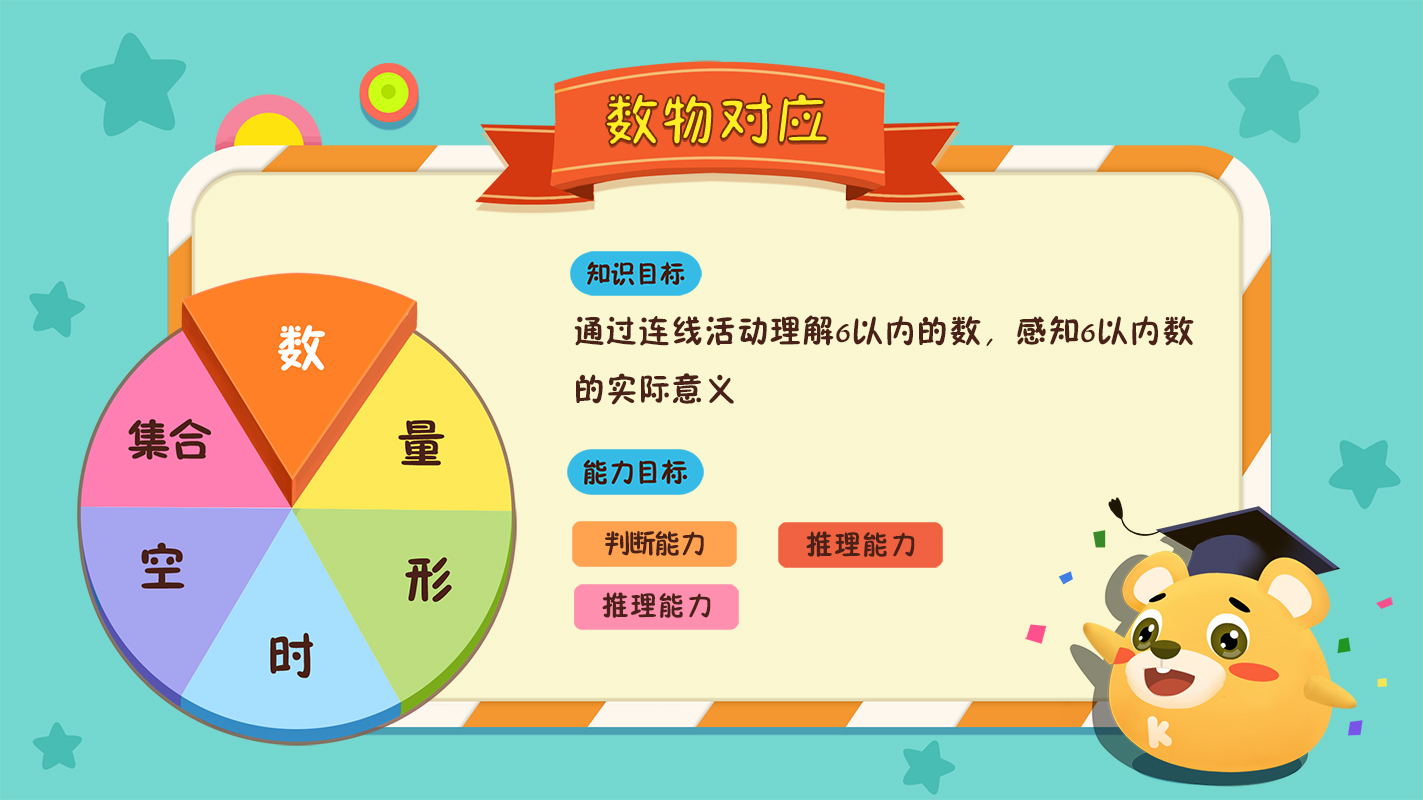 数物对应
知识目标
通过连线活动理解6以内的数，感知6以内数
的实际意义
能力目标
判断能力
推理能力
推理能力
数
集合
量
空
形
时
K